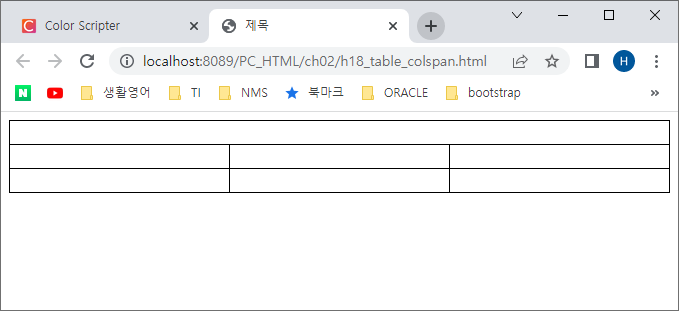 Color Scripter
제목
localhost:8089/PC_HTML/ch02/h18_table_colspan.html
H
생활영어 TI NMS 북마크 ORACLE bootstrap